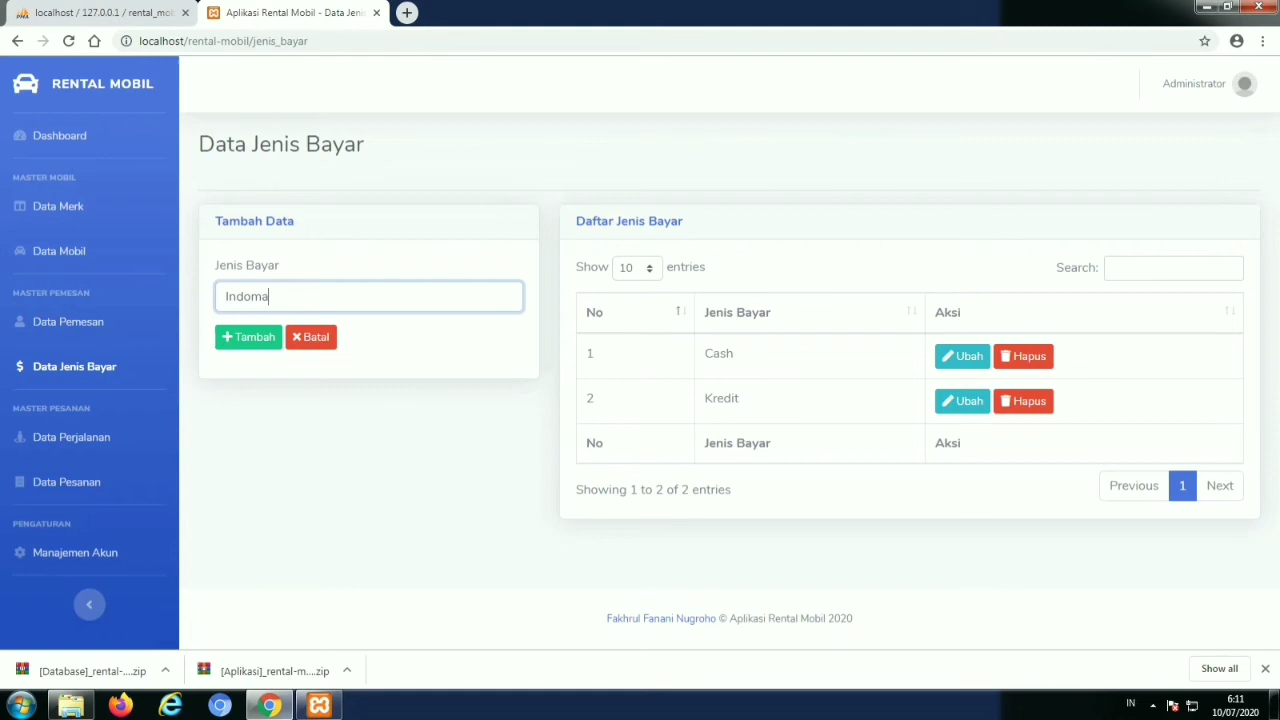 localhost / 127.0.0.1 / rental_mob
Aplikasi Rental Mobil - Data Jeni
localhost/rental-mobil/jenis_bayar
RENTAL MOBIL
Administrator
Dashboard
MASTER MOBIL
Data Merk
Data Mobil
MASTER PEMESAN
Data Pemesan
Data Jenis Bayar
MASTER PESANAN
Data Perjalanan
Data Pesanan
PENGATURAN
Manajemen Akun
Data Jenis Bayar
Tambah Data
Jenis Bayar
Indoma
Tambah
Batal
Daftar Jenis Bayar
Show 10 entries
Search:
No Jenis Bayar Aksi
1 Cash Ubah Hapus
2 Kredit Ubah Hapus
No Jenis Bayar Aksi
Showing 1 to 2 of 2 entries
Previous 1 Next
Fakhrul Fanani Nugroho © Aplikasi Rental Mobil 2020
[Database]_rental-....zip
[Aplikasi]_rental-m....zip
Show all
IN
6:11
10/07/2020